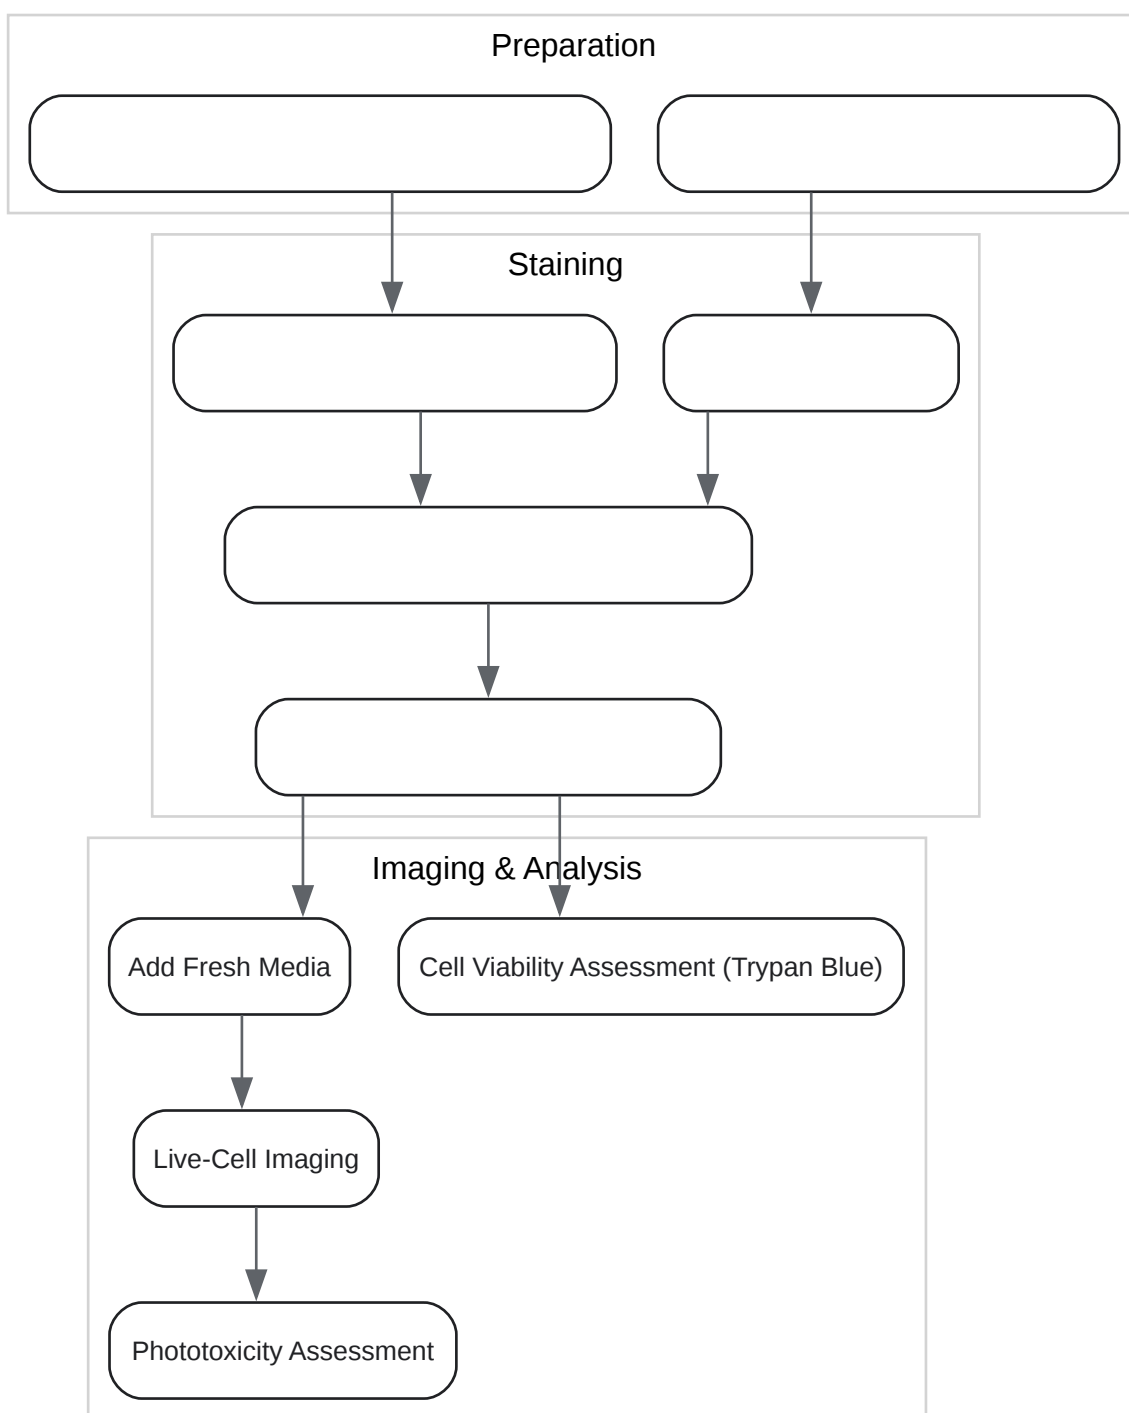 Preparation
Staining
Imaging & Analysis
Add Fresh Media
Cell Viability Assessment (Trypan Blue)
Live-Cell Imaging
Phototoxicity Assessment